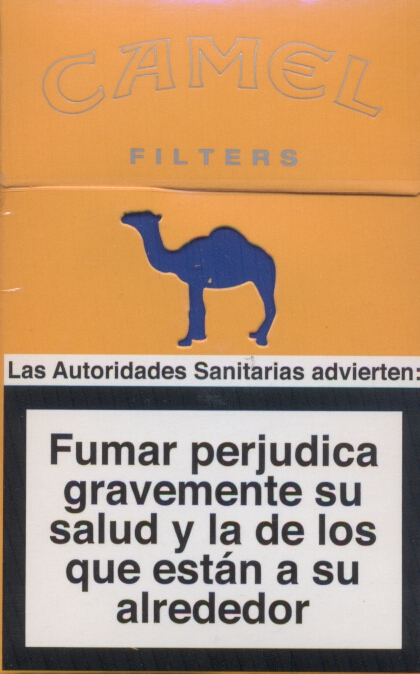 CAMEL
FILTERS
Las Autoridades Sanitarias advierten:
Fumar perjudica
gravemente su
salud y la de los
que están a su
alrededor